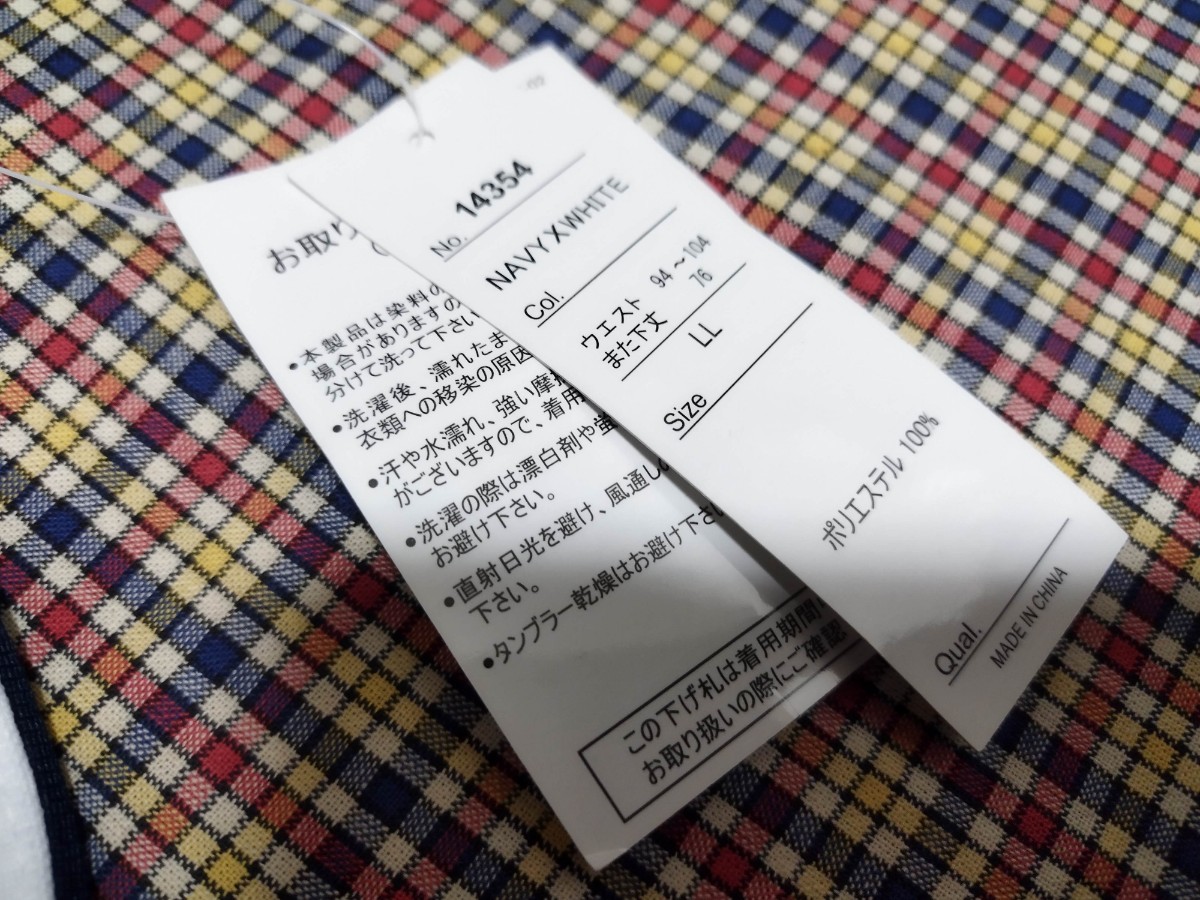 14354
No.
NAVY X WHITE
Col.
ウエスト 94～104
また下丈 76
LL
Size
ポリエステル 100%
Qual.
MADE IN CHINA
お取り
●本製品は染料の
場合がありますの
分けて洗って下さい
●洗濯後、濡れたま
衣類への移染の原因
●汗や水濡れ、強い摩
がございますので、着用
●洗濯の際は漂白剤や蛍
お避け下さい。
●直射日光を避け、風通しの
下さい。
●タンブラー乾燥はお避け下さい
この下げ札は着用期間
お取り扱いの際にご確認